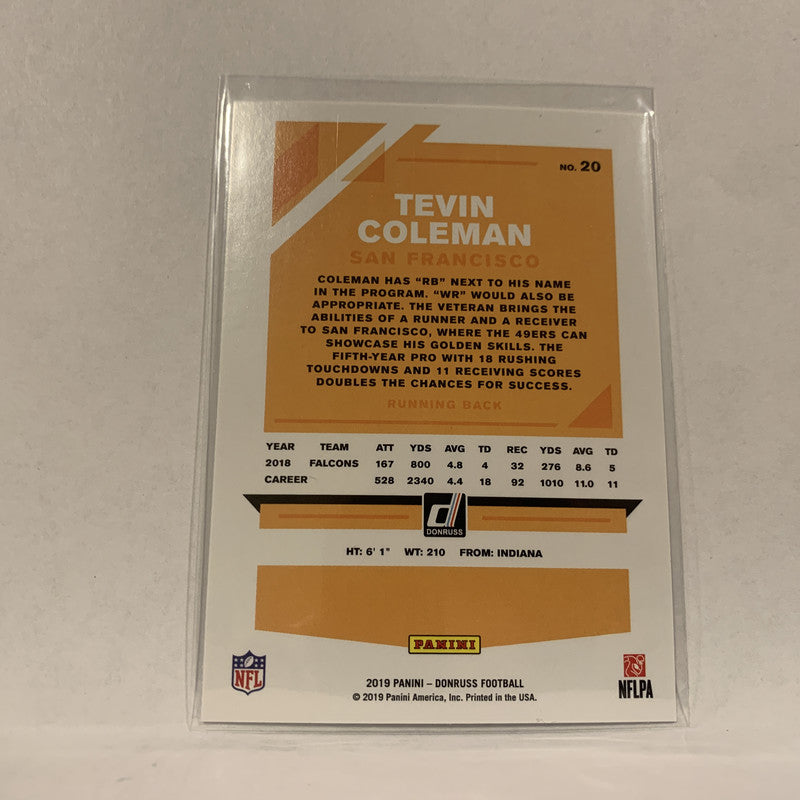 NO. 20
TEVIN
COLEMAN
SAN FRANCISCO
COLEMAN HAS "RB" NEXT TO HIS NAME
IN THE PROGRAM. "WR" WOULD ALSO BE
APPROPRIATE. THE VETERAN BRINGS THE
ABILITIES OF A RUNNER AND A RECEIVER
TO SAN FRANCISCO, WHERE THE 49ERS CAN
SHOWCASE HIS GOLDEN SKILLS. THE
FIFTH-YEAR PRO WITH 18 RUSHING
TOUCHDOWNS AND 11 RECEIVING SCORES
DOUBLES THE CHANCES FOR SUCCESS.
RUNNING BACK
YEAR TEAM ATT YDS AVG TD REC YDS AVG TD
2018 FALCONS 167 800 4.8 4 32 276 8.6 5
CAREER 528 2340 4.4 18 92 1010 11.0 11
d
DONRUSS
HT: 6' 1" WT: 210 FROM: INDIANA
PANINI
NFL
2019 PANINI – DONRUSS FOOTBALL
© 2019 Panini America, Inc. Printed in the USA.
NFLPA